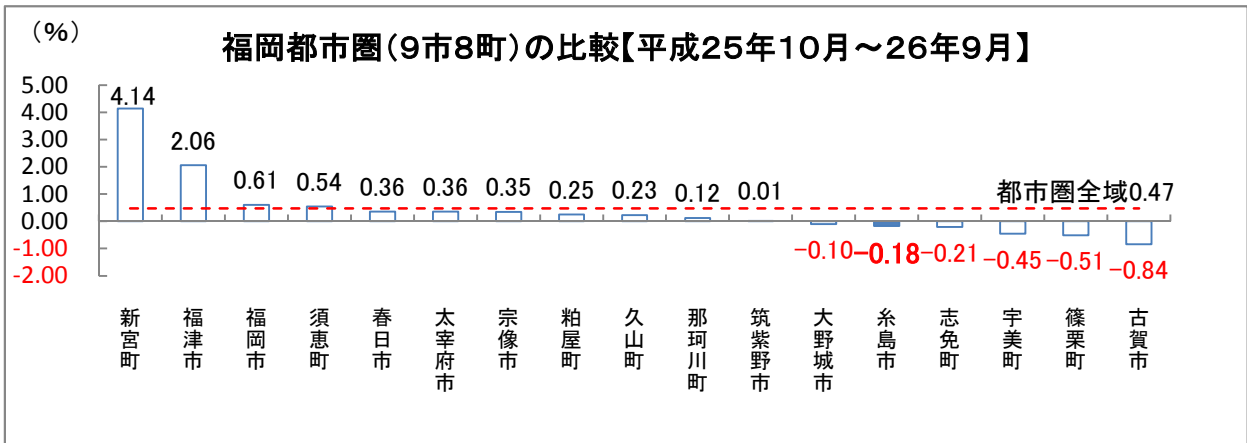 （%）
福岡都市圏（9市8町）の比較【平成25年10月～26年9月】
5.00
4.00
3.00
2.00
1.00
0.00
-1.00
-2.00
4.14
2.06
0.61
0.54
0.36
0.36
0.35
0.25
0.23
0.12
0.01
都市圏全域0.47
-0.10
-0.18
-0.21
-0.45
-0.51
-0.84
新宮町
福津市
福岡市
須恵町
春日市
太宰府市
宗像市
粕屋町
久山町
那珂川町
筑紫野市
大野城市
糸島市
志免町
宇美町
篠栗町
古賀市